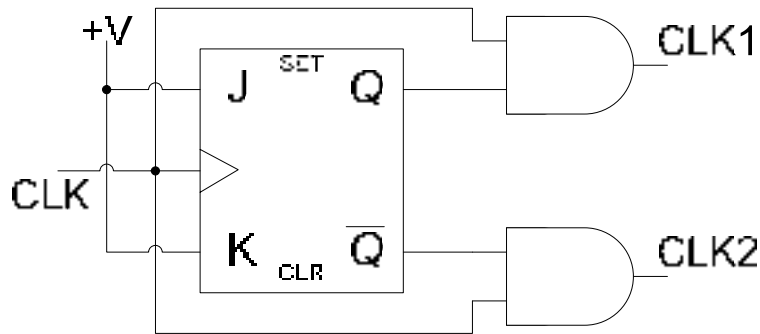 +V
SET
J Q
CLK1
CLK
K Q̅
CLR
CLK2